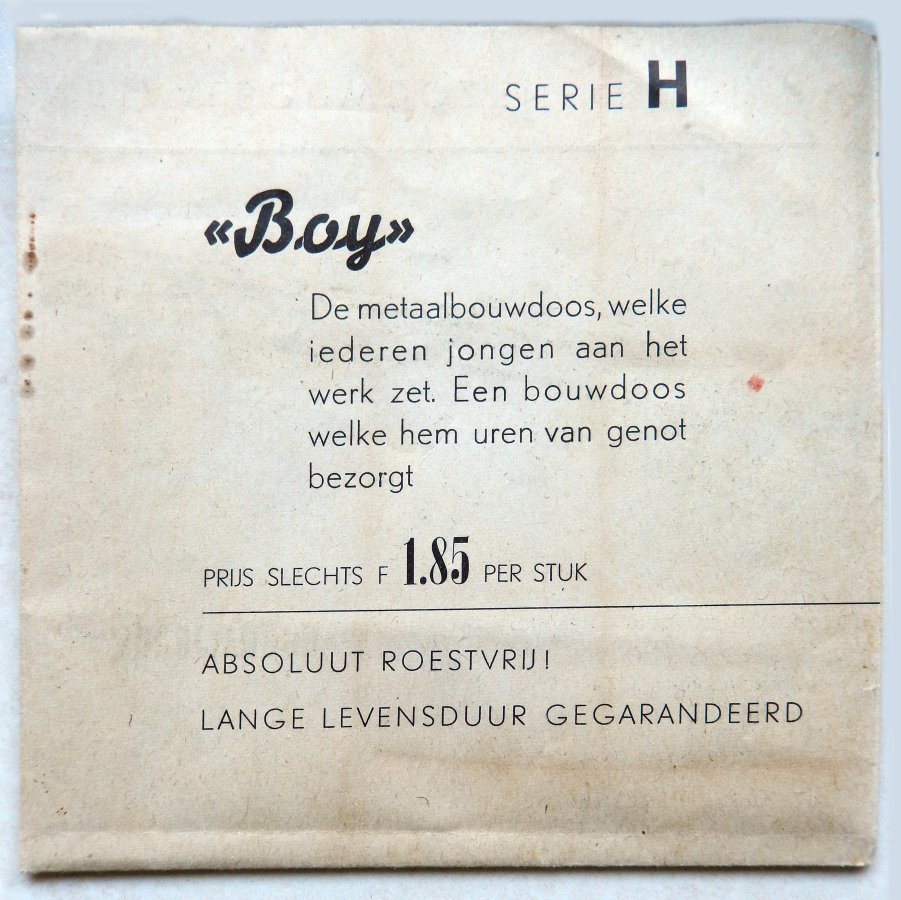 SERIE H
«Boy»
De metaalbouwdoos, welke
iederen jongen aan het
werk zet. Een bouwdoos
welke hem uren van genot
bezorgt
PRIJS SLECHTS F 1.85 PER STUK
ABSOLUUT ROESTVRIJ!
LANGE LEVENSDUUR GEGARANDEERD